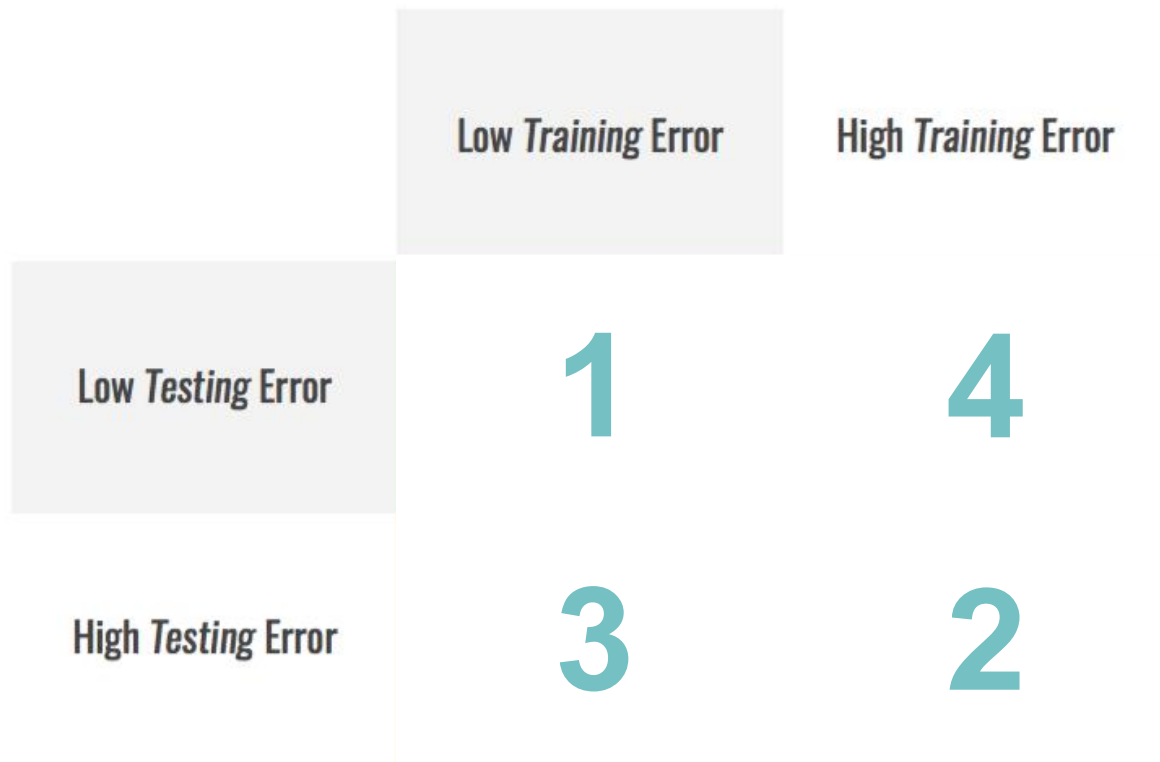 Low Training Error
High Training Error
Low Testing Error
1
4
High Testing Error
3
2